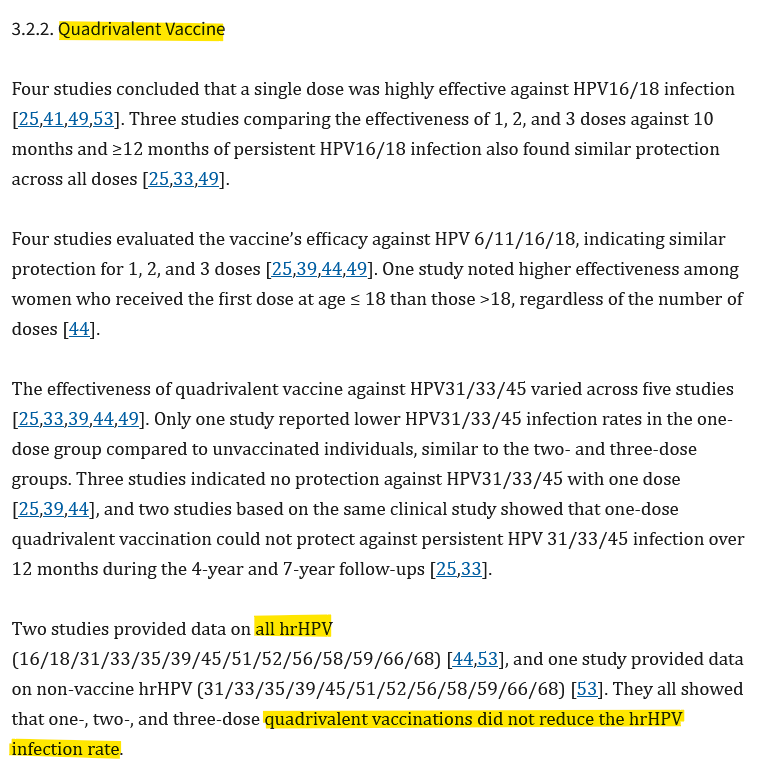 3.2.2. Quadrivalent Vaccine
Four studies concluded that a single dose was highly effective against HPV16/18 infection
[25,41,49,53]. Three studies comparing the effectiveness of 1, 2, and 3 doses against 10
months and ≥12 months of persistent HPV16/18 infection also found similar protection
across all doses [25,33,49].
Four studies evaluated the vaccine’s efficacy against HPV 6/11/16/18, indicating similar
protection for 1, 2, and 3 doses [25,39,44,49]. One study noted higher effectiveness among
women who received the first dose at age ≤ 18 than those >18, regardless of the number of
doses [44].
The effectiveness of quadrivalent vaccine against HPV31/33/45 varied across five studies
[25,33,39,44,49]. Only one study reported lower HPV31/33/45 infection rates in the one-
dose group compared to unvaccinated individuals, similar to the two- and three-dose
groups. Three studies indicated no protection against HPV31/33/45 with one dose
[25,39,44], and two studies based on the same clinical study showed that one-dose
quadrivalent vaccination could not protect against persistent HPV 31/33/45 infection over
12 months during the 4-year and 7-year follow-ups [25,33].
Two studies provided data on all hrHPV
(16/18/31/33/35/39/45/51/52/56/58/59/66/68) [44,53], and one study provided data
on non-vaccine hrHPV (31/33/35/39/45/51/52/56/58/59/66/68) [53]. They all showed
that one-, two-, and three-dose quadrivalent vaccinations did not reduce the hrHPV
infection rate.